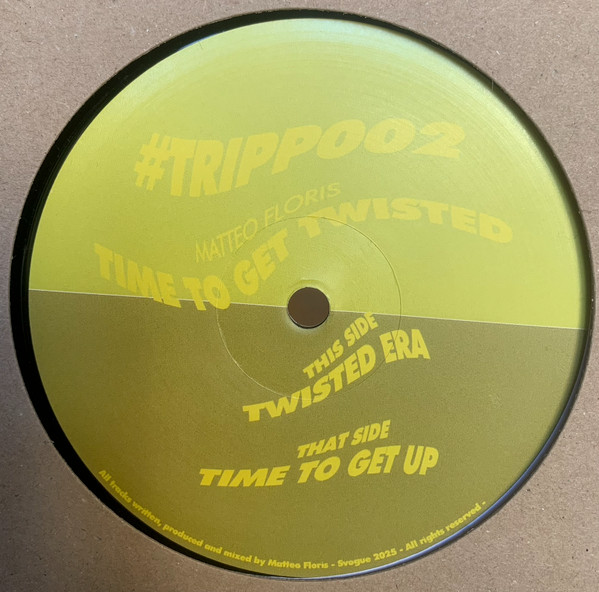 #TRIPP002
MATTEO FLORIS
TIME TO GET TWISTED
THIS SIDE
TWISTED ERA
THAT SIDE
TIME TO GET UP
All tracks written, produced and mixed by Matteo Floris - Svogue 2025 - All rights reserved -